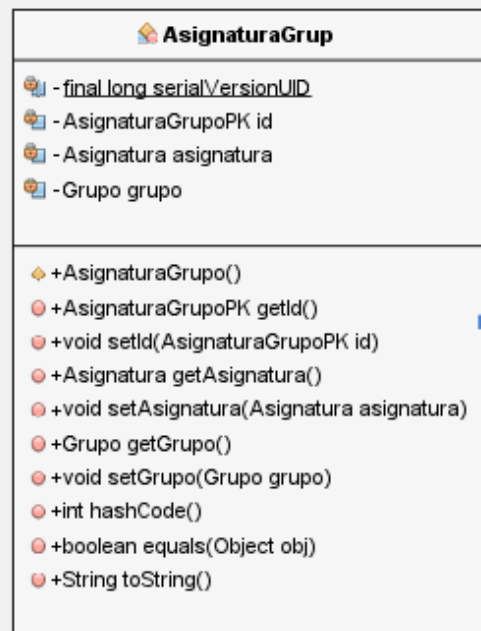 AsignaturaGrup
- final long serialVersionUID
- AsignaturaGrupoPK id
- Asignatura asignatura
- Grupo grupo
+AsignaturaGrupo()
+AsignaturaGrupoPK getId()
+void setId(AsignaturaGrupoPK id)
+Asignatura getAsignatura()
+void setAsignatura(Asignatura asignatura)
+Grupo getGrupo()
+void setGrupo(Grupo grupo)
+int hashCode()
+boolean equals(Object obj)
+String toString()